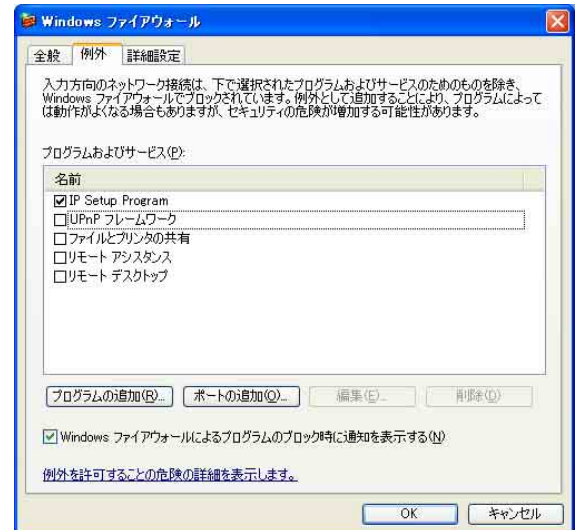 Windows ファイアウォール
全般 例外 詳細設定
入力方向のネットワーク接続は、下で選択されたプログラムおよびサービスのためのものを除き、
Windows ファイアウォールでブロックされています。例外として追加することにより、プログラムによって
は動作がよくなる場合もありますが、セキュリティの危険が増加する可能性があります。
プログラムおよびサービス(P):
名前
IP Setup Program
UPnP フレームワーク
ファイルとプリンタの共有
リモート アシスタンス
リモート デスクトップ
プログラムの追加(R)... ポートの追加(O)... 編集(E)... 削除(D)
Windows ファイアウォールによるプログラムのブロック時に通知を表示する(N)
例外を許可することの危険の詳細を表示します。
OK キャンセル